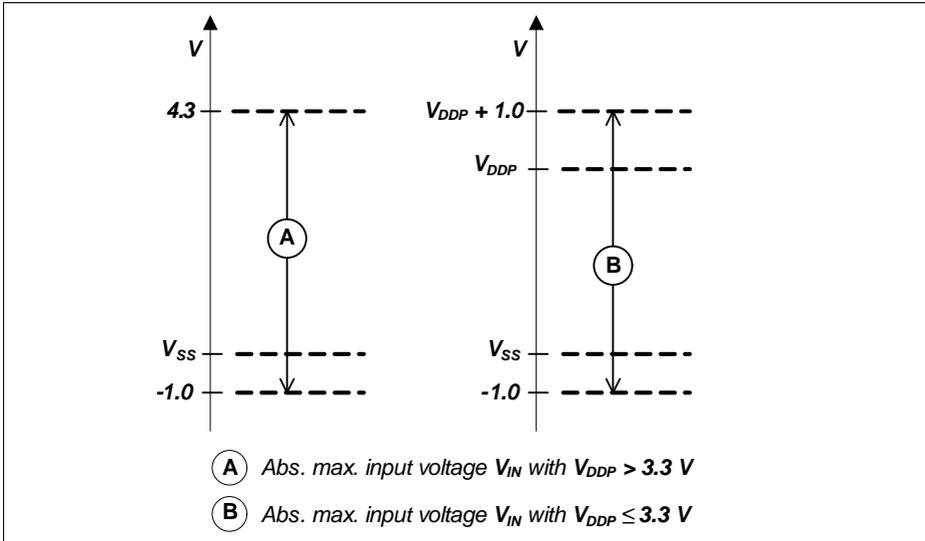 V
4.3
A
VSS
-1.0
V
VDDP + 1.0
VDDP
B
VSS
-1.0
A Abs. max. input voltage VIN with VDDP > 3.3 V
B Abs. max. input voltage VIN with VDDP ≤ 3.3 V